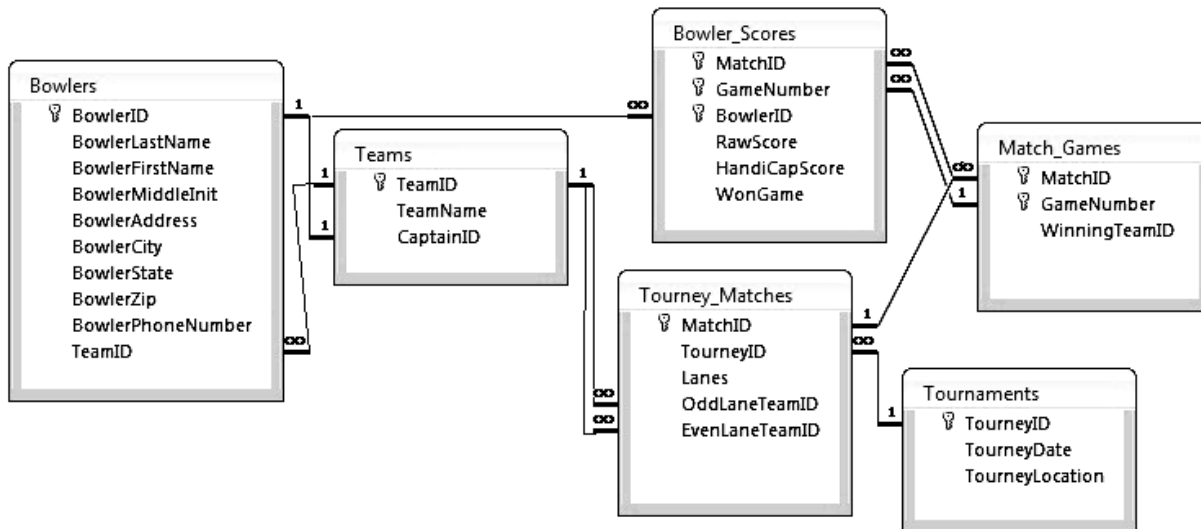 Bowlers
BowlerID
BowlerLastName
BowlerFirstName
BowlerMiddleInit
BowlerAddress
BowlerCity
BowlerState
BowlerZip
BowlerPhoneNumber
TeamID
1
∞
Teams
TeamID
TeamName
CaptainID
1
1
1
Bowler_Scores
MatchID
GameNumber
BowlerID
RawScore
HandiCapScore
WonGame
∞
∞
∞
Match_Games
MatchID
GameNumber
WinningTeamID
∞
1
Tourney_Matches
MatchID
TourneyID
Lanes
OddLaneTeamID
EvenLaneTeamID
1
∞
∞
∞
Tournaments
TourneyID
TourneyDate
TourneyLocation
1